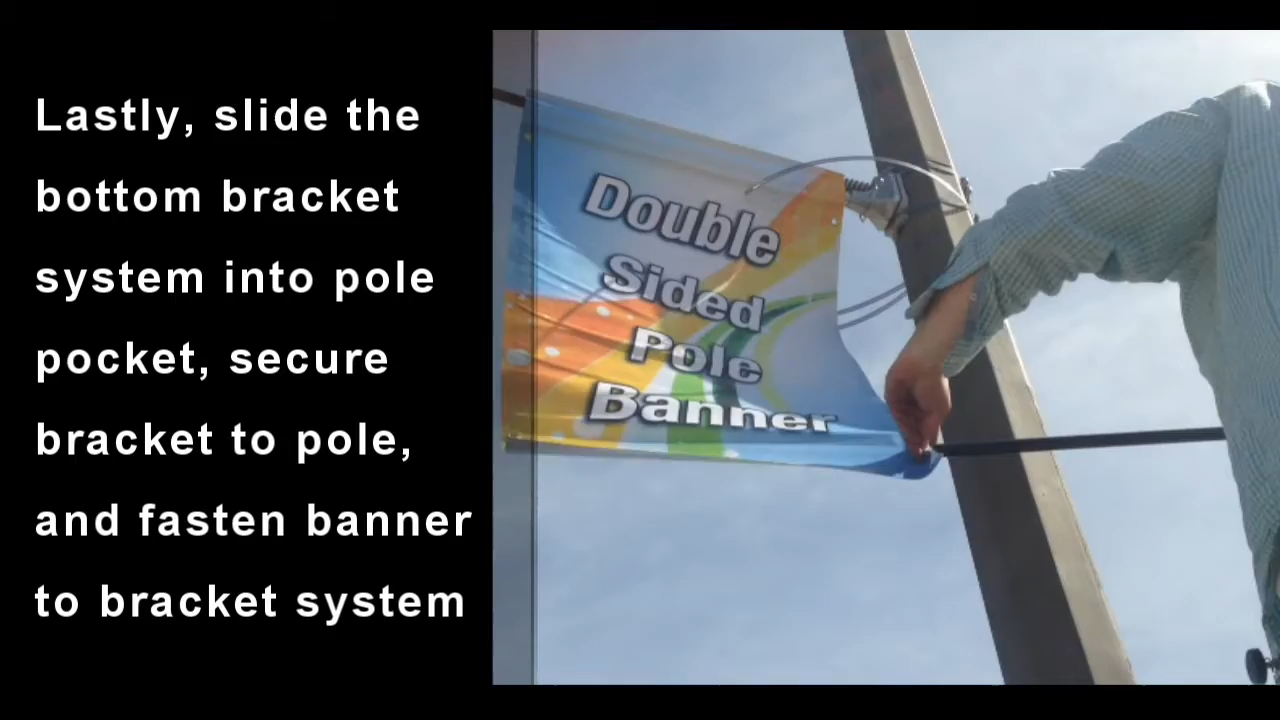 Lastly, slide the
bottom bracket
system into pole
pocket, secure
bracket to pole,
and fasten banner
to bracket system
Double
Sided
Pole
Banner